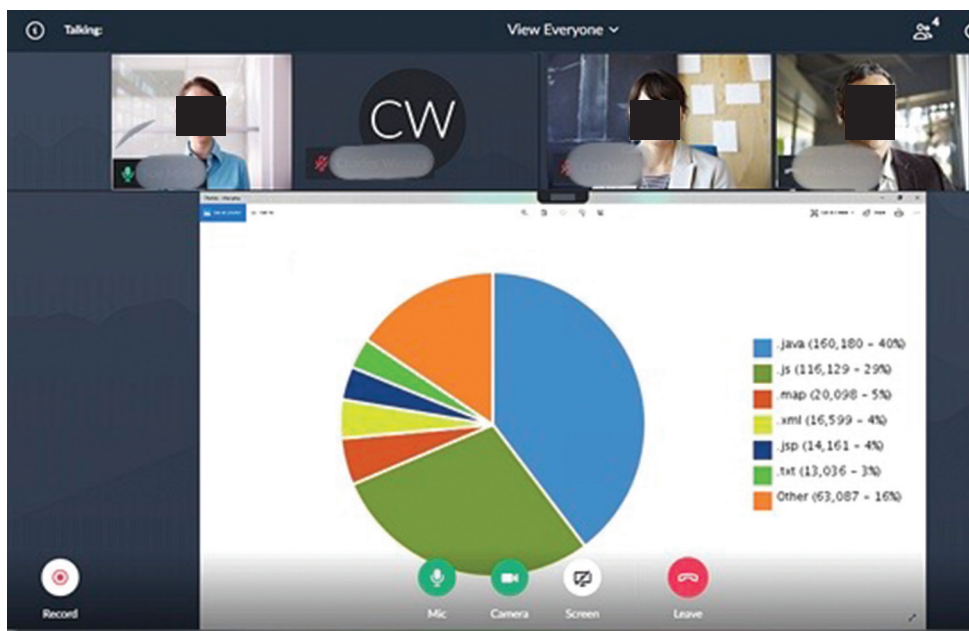 Talking:
View Everyone
4
CW
.java (160,180 - 40%)
.js (116,129 - 29%)
.map (20,098 - 5%)
.xml (16,599 - 4%)
.jsp (14,161 - 4%)
.txt (13,036 - 3%)
Other (63,087 - 16%)
Record
Mic
Camera
Screen
Leave